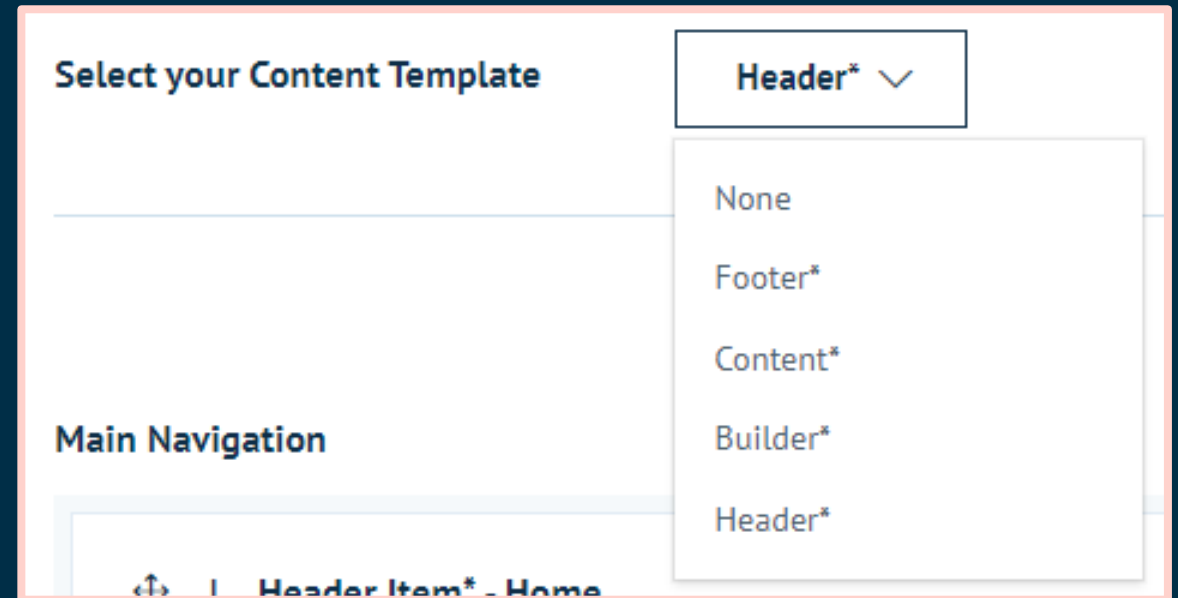 Select your Content Template
Header*
None
Footer*
Content*
Builder*
Header*
Main Navigation
Header Item* - Home